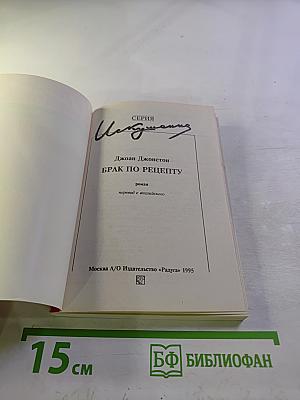 СЕРИЯ
Искушение
Джоан Джонстон
БРАК ПО РЕЦЕПТУ
роман
перевод с английского
Москва А/О Издательство «Радуга» 1995
15 см
БФ БИБЛИОФАН